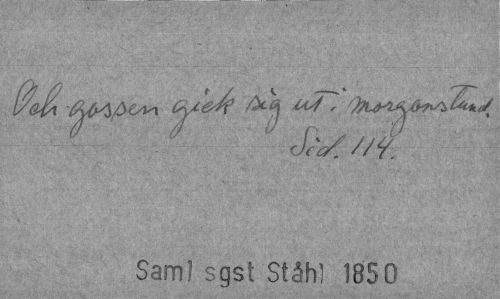 Och gossen gick sig ut i morgonstund.
Sid. 114.
Saml sgst Ståhl 1850